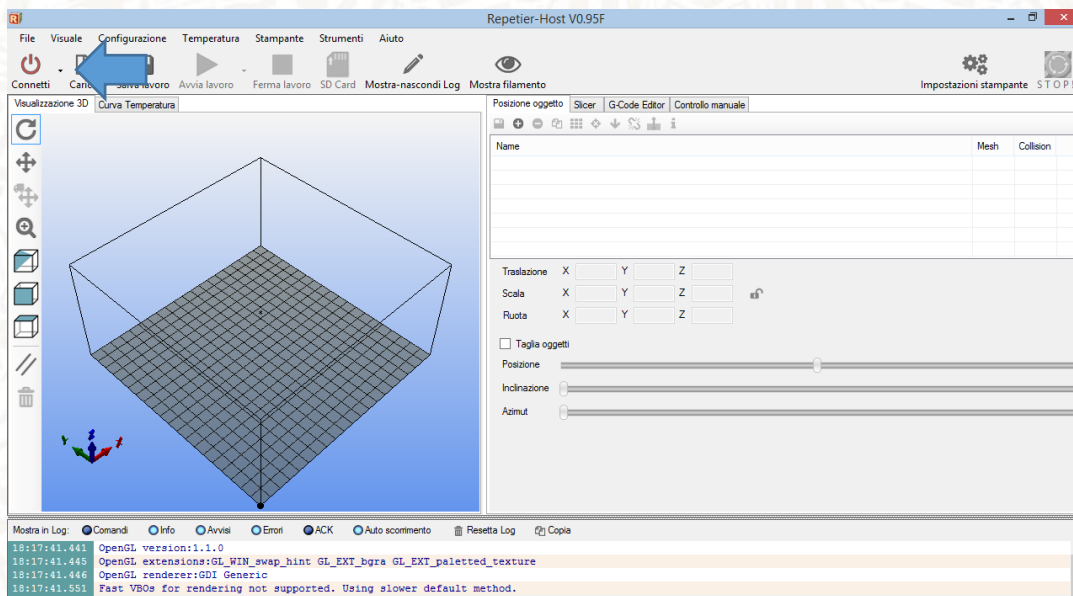 Repetier-Host V0.95F
File Visuale Configurazione Temperatura Stampante Strumenti Aiuto
Connetti lavoro Avvia lavoro Ferma lavoro SD Card Mostra-nascondi Log Mostra filamento Impostazioni stampante STOP!
Visualizzazione 3D Curva Temperatura
Posizione oggetto Slicer G-Code Editor Controllo manuale
Name Mesh Collision
Traslazione X Y Z
Scala X Y Z
Ruota X Y Z
Taglia oggetti
Posizione
Inclinazione
Azimut
Mostra in Log: Comandi Info Avvisi Errori ACK Auto scorrimento Resetta Log Copia
18:17:41.441 OpenGL version:1.1.0
18:17:41.445 OpenGL extensions:GL_WIN_swap_hint GL_EXT_bgra GL_EXT_paletted_texture
18:17:41.446 OpenGL renderer:GDI Generic
18:17:41.551 Fast VBOs for rendering not supported. Using slower default method.